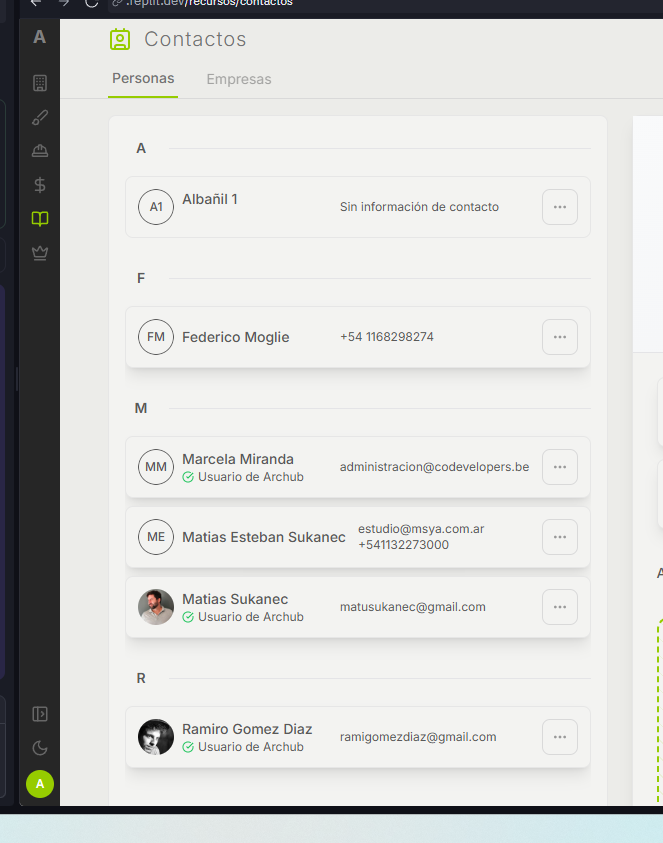 .replit.dev/recursos/contactos
A
Contactos
Personas
Empresas
A
A1
Albañil 1
Sin información de contacto
F
FM
Federico Moglie
+54 1168298274
M
MM
Marcela Miranda
Usuario de Archub
administracion@codevelopers.be
ME
Matias Esteban Sukanec
estudio@msya.com.ar
+541132273000
Matias Sukanec
Usuario de Archub
matusukanec@gmail.com
R
Ramiro Gomez Diaz
Usuario de Archub
ramigomezdiaz@gmail.com
A